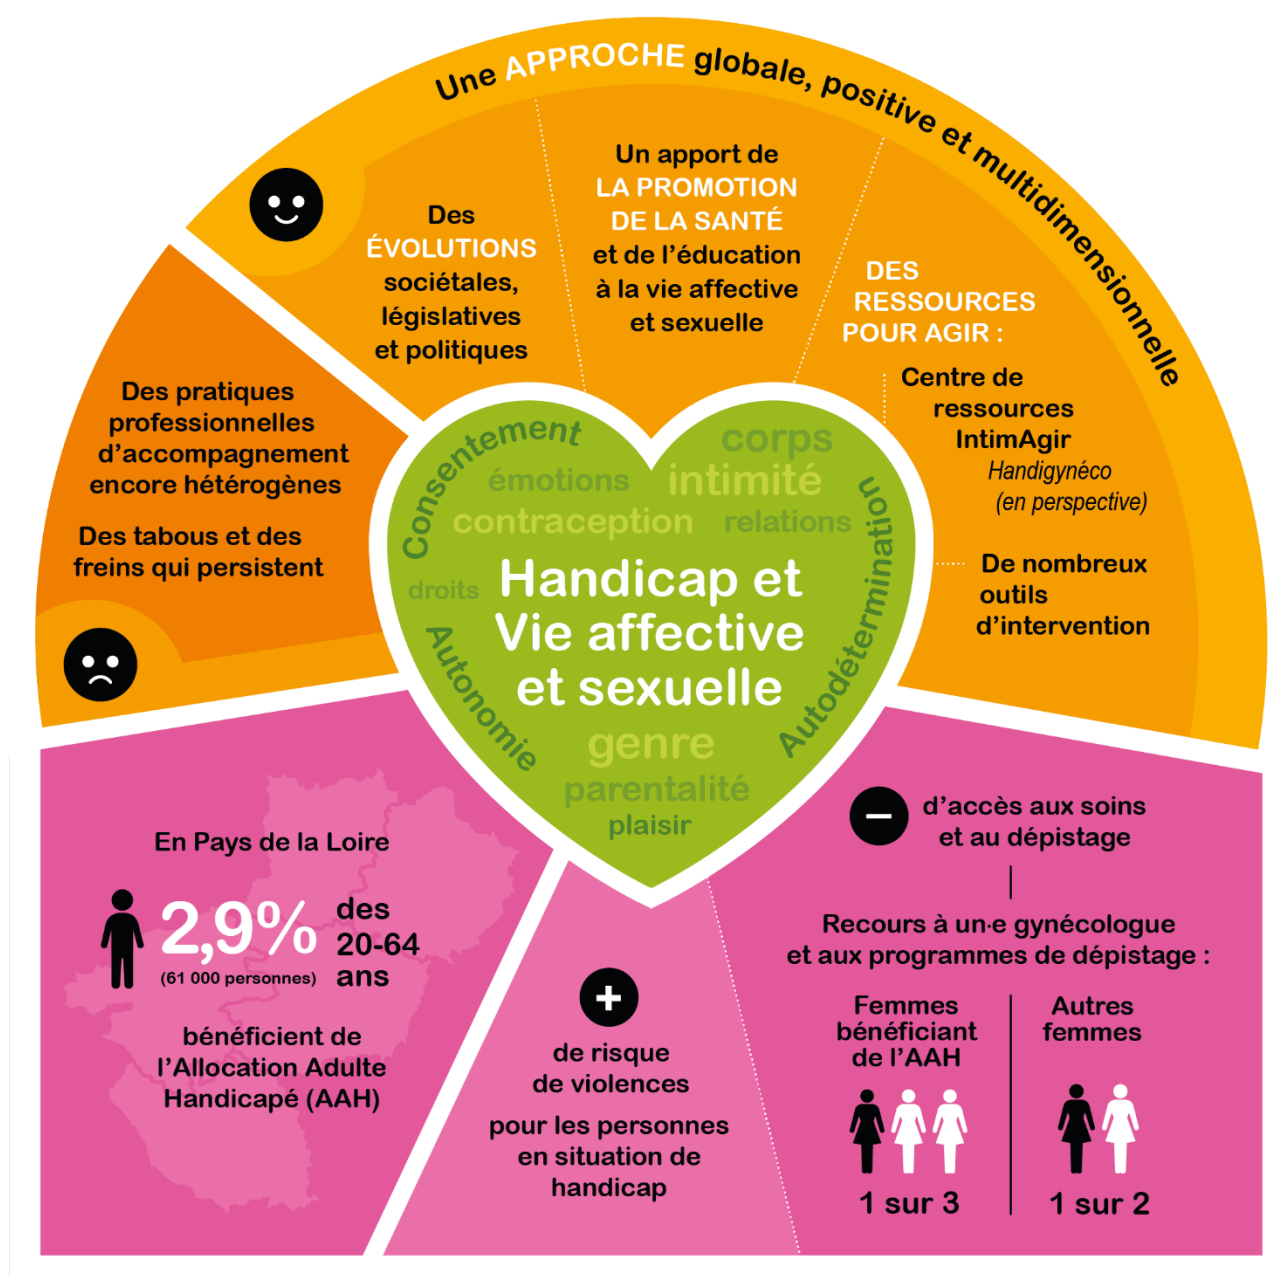 Une APPROCHE globale, positive et multidimensionnelle
Des
ÉVOLUTIONS
sociétales,
législatives
et politiques
Un apport de
LA PROMOTION
DE LA SANTÉ
et de l'éducation
à la vie affective
et sexuelle
DES
RESSOURCES
POUR AGIR :
Centre de
ressources
IntimAgir
Handigynéco
(en perspective)
De nombreux
outils
d'intervention
Des pratiques
professionnelles
d'accompagnement
encore hétérogènes
Des tabous et des
freins qui persistent
Consentement
corps
émotions
intimité
contraception
relations
droits
Handicap et
Vie affective
et sexuelle
Autonomie
Autodétermination
genre
parentalité
plaisir
En Pays de la Loire
2,9%
(61 000 personnes)
des
20-64
ans
bénéficient de
l'Allocation Adulte
Handicapé (AAH)
+
de risque
de violences
pour les personnes
en situation de
handicap
–
d'accès aux soins
et au dépistage
Recours à un·e gynécologue
et aux programmes de dépistage :
Femmes
bénéficiant
de l'AAH
1 sur 3
Autres
femmes
1 sur 2